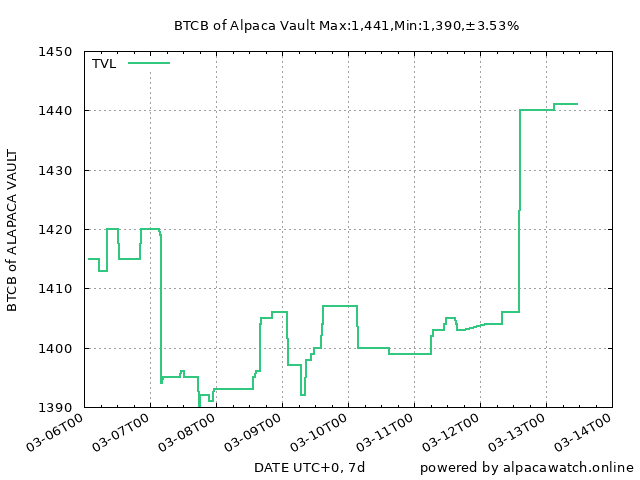 BTCB of Alpaca Vault Max:1,441,Min:1,390,±3.53%
TVL
1450
1440
1430
1420
1410
1400
1390
BTCB of ALAPACA VAULT
03-06T00
03-07T00
03-08T00
03-09T00
03-10T00
03-11T00
03-12T00
03-13T00
03-14T00
DATE UTC+0, 7d
powered by alpacawatch.online